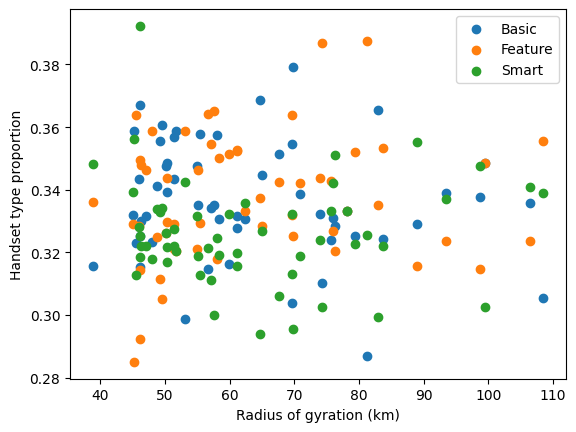 Basic
Feature
Smart
Handset type proportion
0.38
0.36
0.34
0.32
0.30
0.28
40 50 60 70 80 90 100 110
Radius of gyration (km)